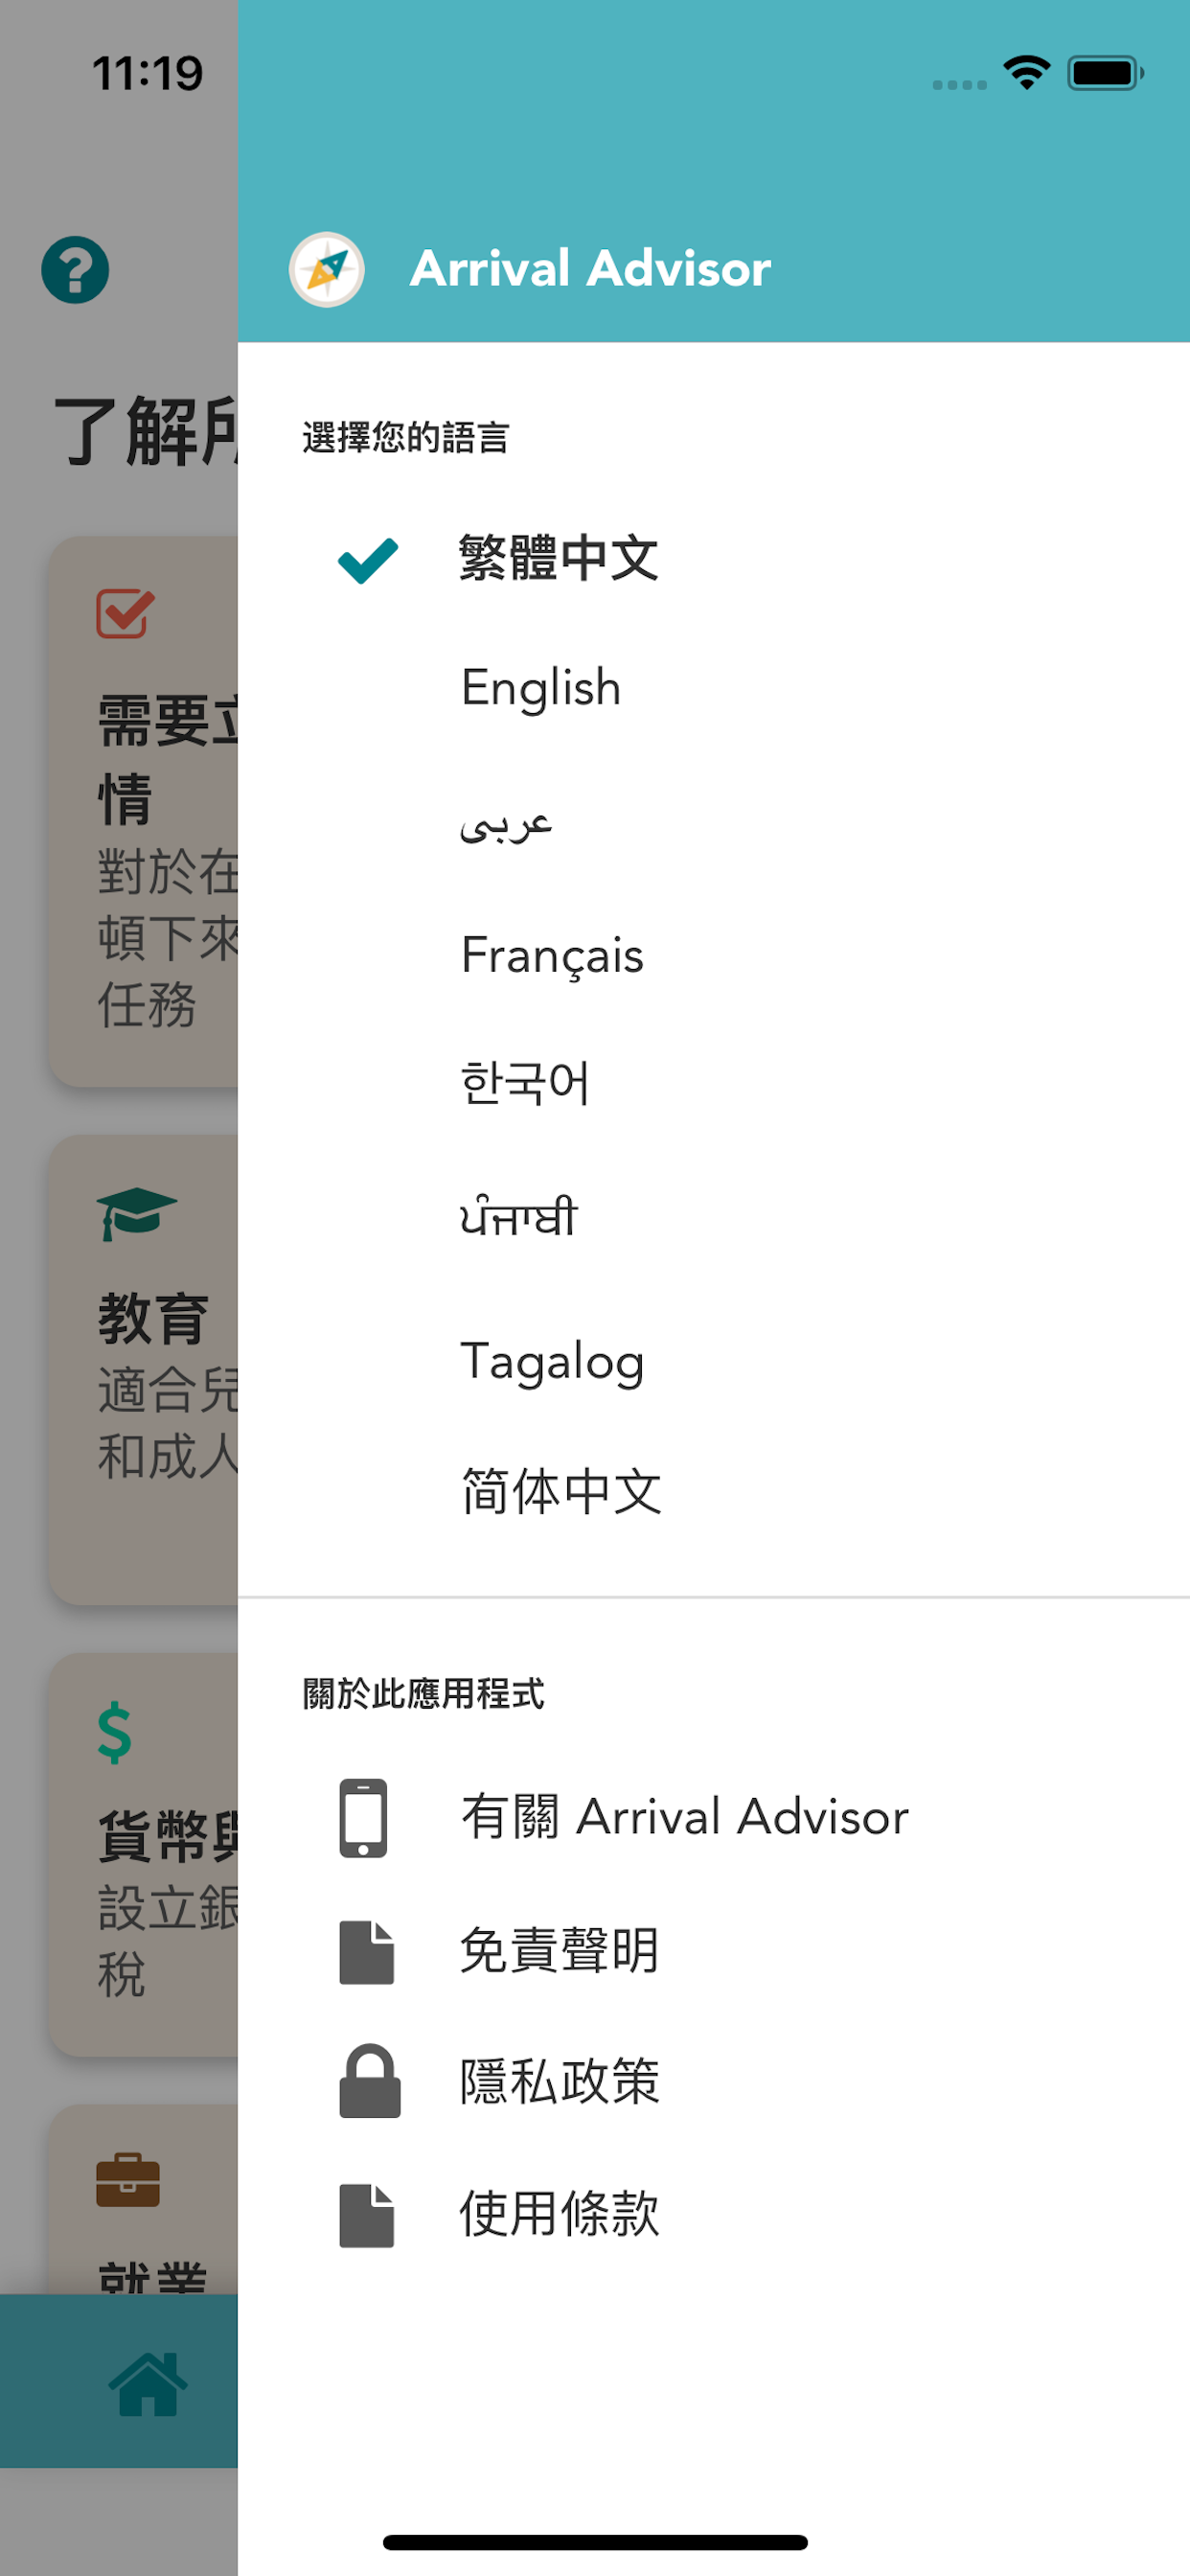 11:19
Arrival Advisor
選擇您的語言
繁體中文
English
عربى
Français
한국어
ਪੰਜਾਬੀ
Tagalog
简体中文
關於此應用程式
有關 Arrival Advisor
免責聲明
隱私政策
使用條款
了解
需要立
情
對於在
頓下來
任務
教育
適合兒
和成人
貨幣與
設立銀
稅
就業